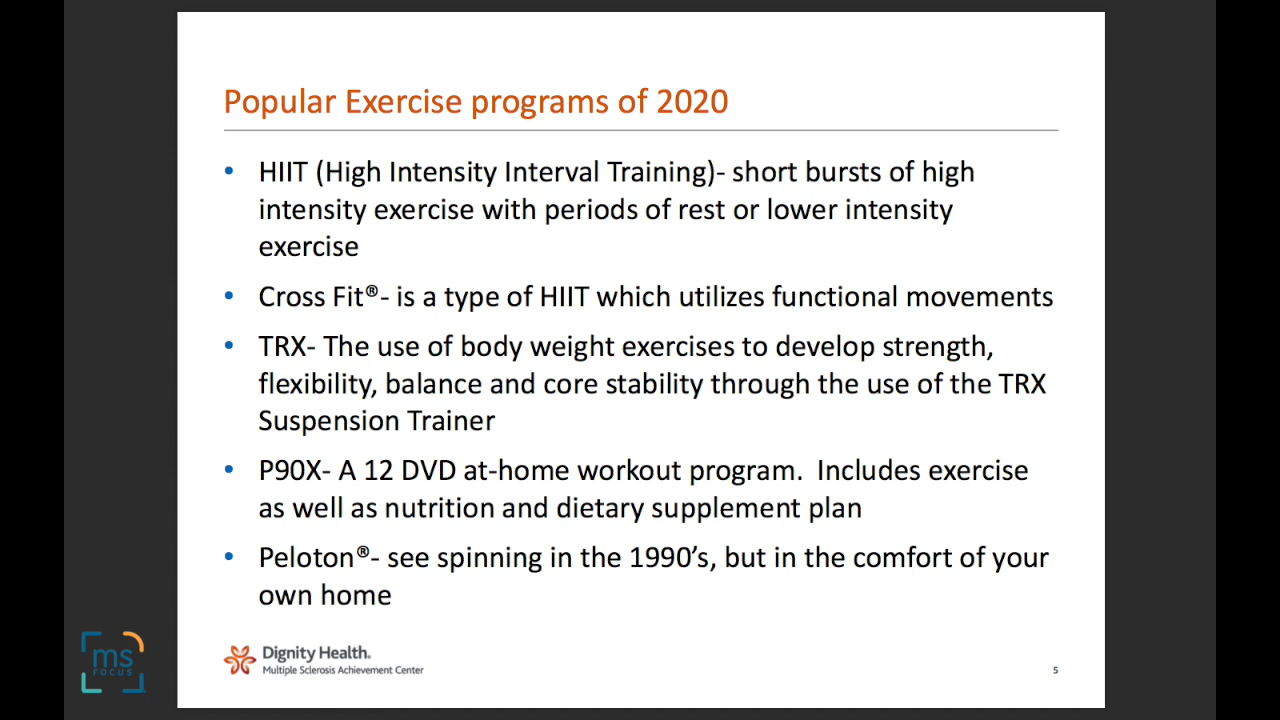 Popular Exercise programs of 2020
• HIIT (High Intensity Interval Training)- short bursts of high
intensity exercise with periods of rest or lower intensity
exercise
• Cross Fit®- is a type of HIIT which utilizes functional movements
• TRX- The use of body weight exercises to develop strength,
flexibility, balance and core stability through the use of the TRX
Suspension Trainer
• P90X- A 12 DVD at-home workout program.  Includes exercise
as well as nutrition and dietary supplement plan
• Peloton®- see spinning in the 1990’s, but in the comfort of your
own home
Dignity Health.
Multiple Sclerosis Achievement Center
5
ms
FOCUS